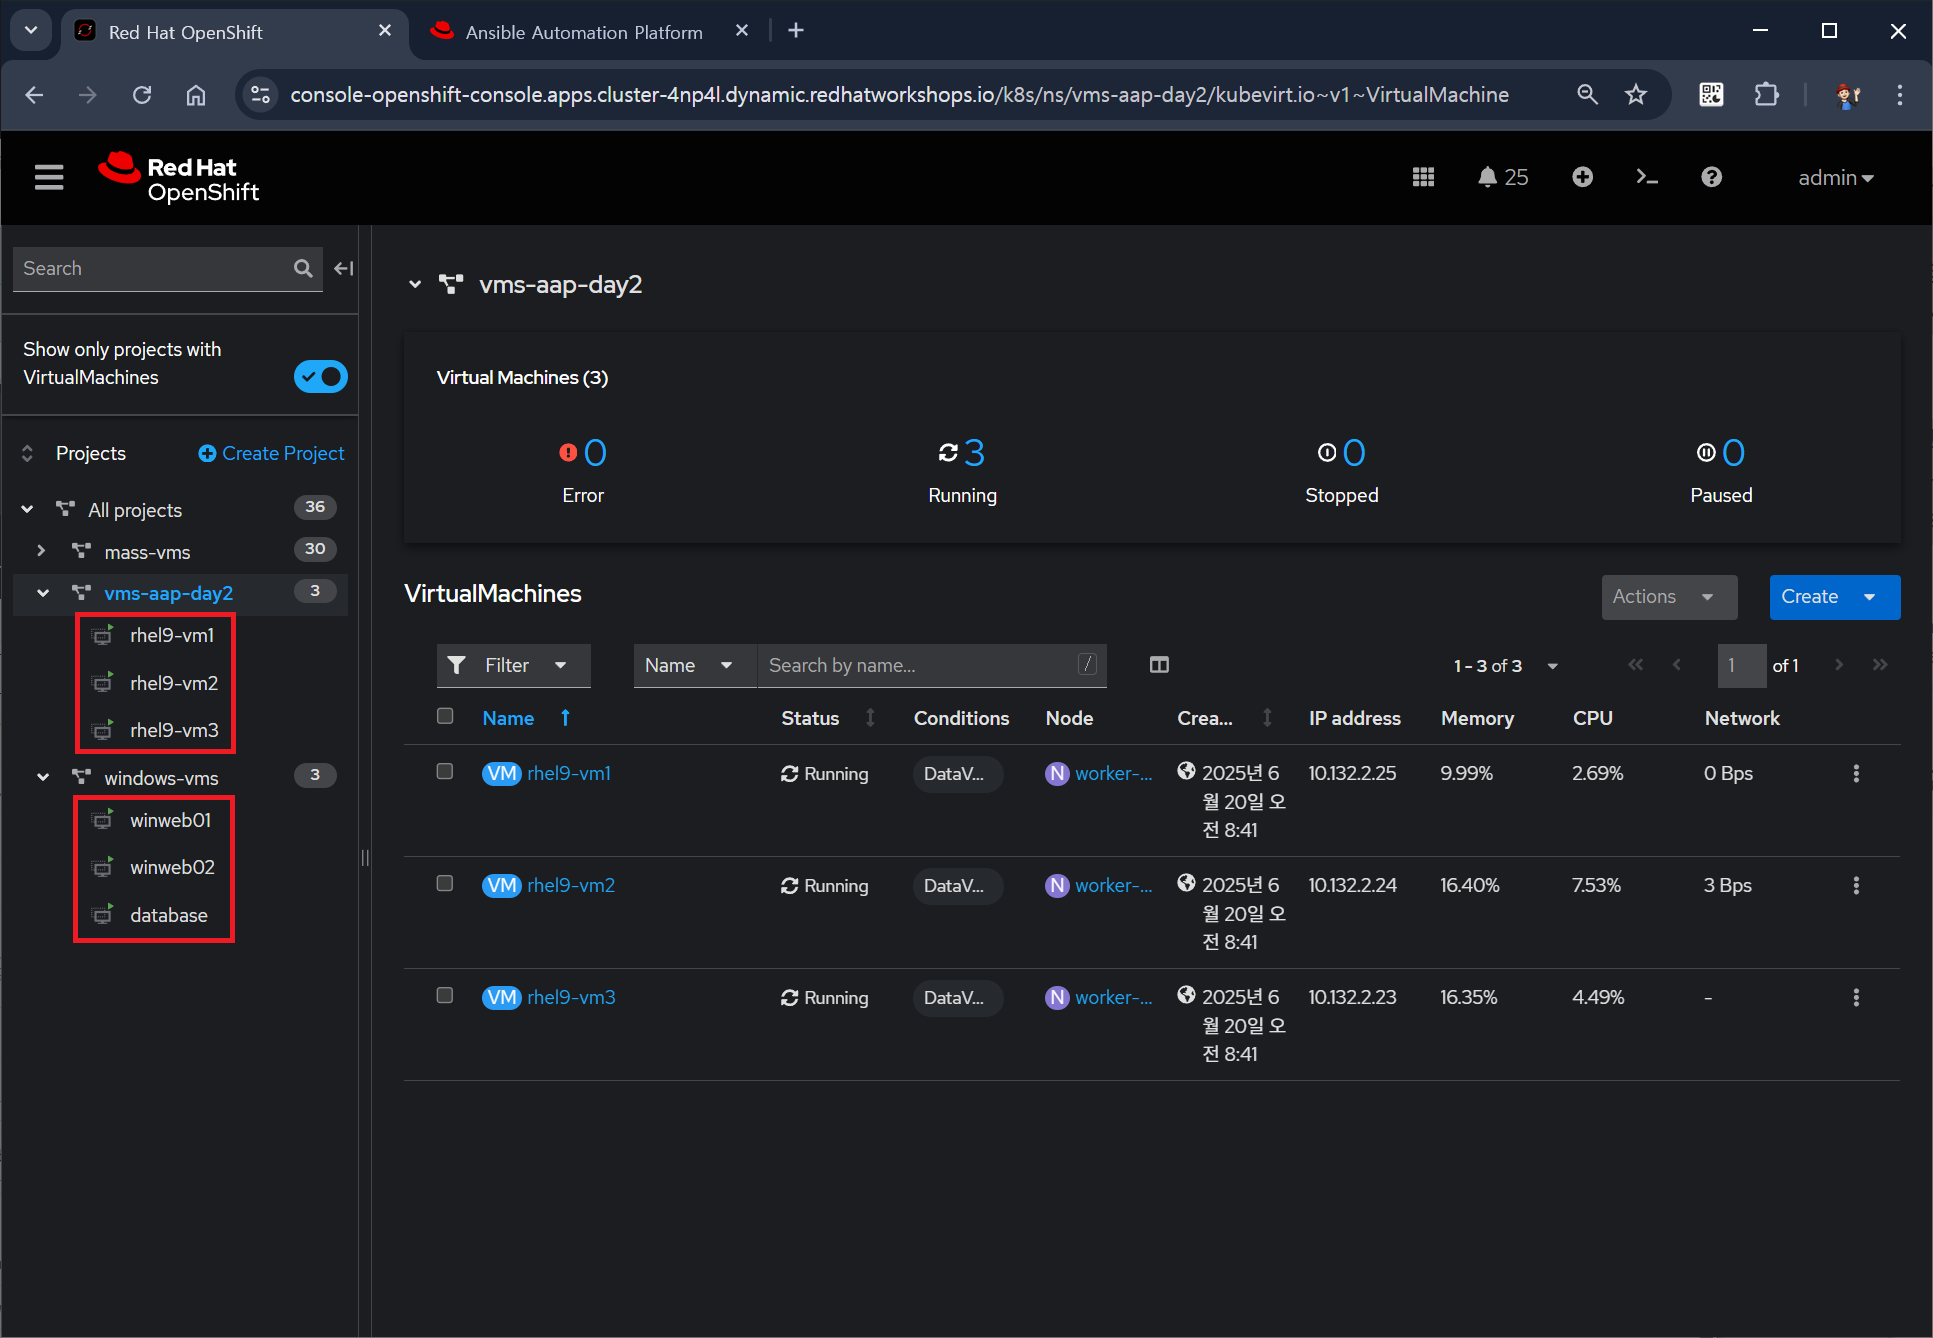 Red Hat OpenShift
Ansible Automation Platform
console-openshift-console.apps.cluster-4np4l.dynamic.redhatworkshops.io/k8s/ns/vms-aap-day2/kubevirt.io~v1~VirtualMachine
Red Hat
OpenShift
25
admin
Search
Show only projects with
VirtualMachines
Projects
Create Project
All projects 36
mass-vms 30
vms-aap-day2 3
rhel9-vm1
rhel9-vm2
rhel9-vm3
windows-vms 3
winweb01
winweb02
database
vms-aap-day2
Virtual Machines (3)
0 3 0 0
Error Running Stopped Paused
VirtualMachines
Actions
Create
Filter
Name
Search by name...
/
1 - 3 of 3
1 of 1
Name Status Conditions Node Crea... IP address Memory CPU Network
VM rhel9-vm1 Running DataV... N worker-... 2025년 6 10.132.2.25 9.99% 2.69% 0 Bps
월 20일 오
전 8:41
VM rhel9-vm2 Running DataV... N worker-... 2025년 6 10.132.2.24 16.40% 7.53% 3 Bps
월 20일 오
전 8:41
VM rhel9-vm3 Running DataV... N worker-... 2025년 6 10.132.2.23 16.35% 4.49% -
월 20일 오
전 8:41